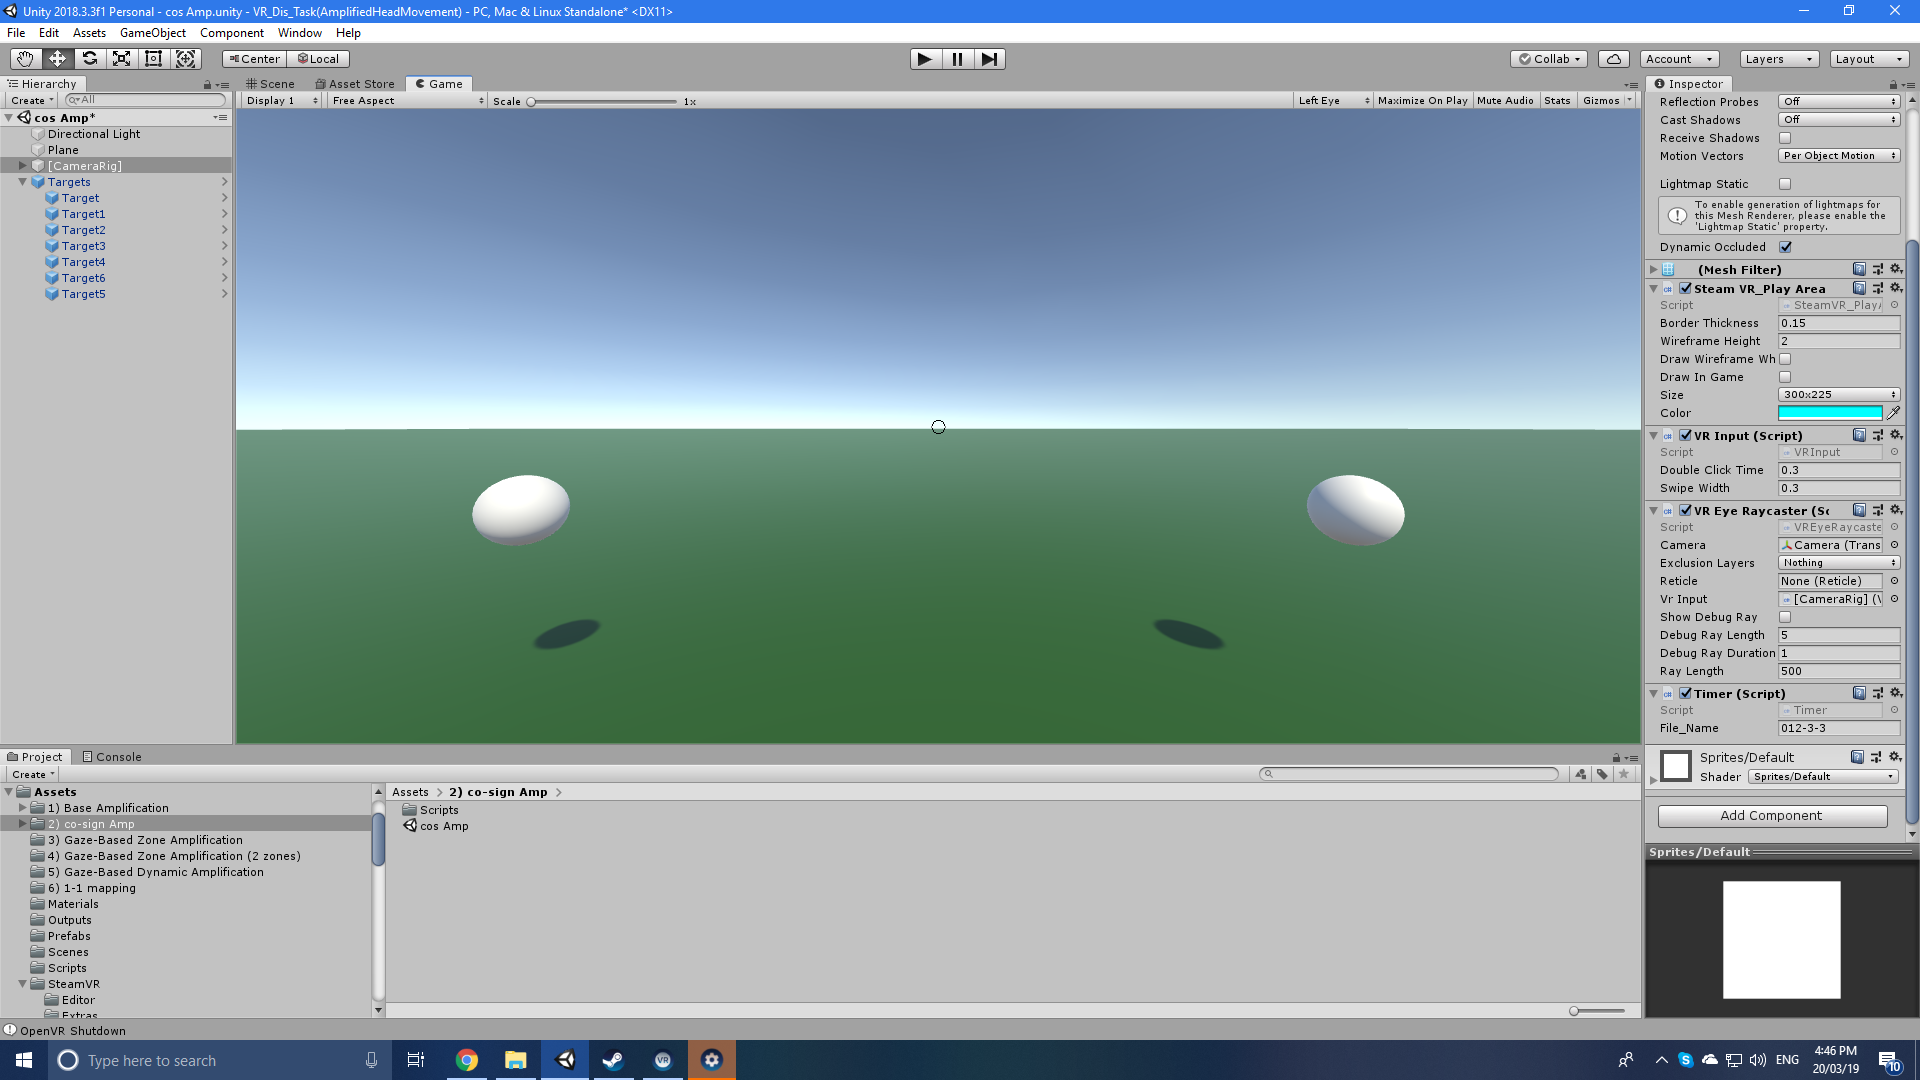 Unity 2018.3.3f1 Personal - cos Amp.unity - VR_Dis_Task(AmplifiedHeadMovement) - PC, Mac & Linux Standalone* <DX11>
File Edit Assets GameObject Component Window Help
Center Local Collab Account Layers Layout
Hierarchy
Create All
cos Amp*
Directional Light
Plane
[CameraRig]
Targets
Target
Target1
Target2
Target3
Target4
Target6
Target5
Scene Asset Store Game
Display 1 Free Aspect Scale 1x Left Eye Maximize On Play Mute Audio Stats Gizmos
Inspector
Reflection Probes Off
Cast Shadows Off
Receive Shadows
Motion Vectors Per Object Motion
Lightmap Static
To enable generation of lightmaps for
this Mesh Renderer, please enable the
'Lightmap Static' property.
Dynamic Occluded
(Mesh Filter)
Steam VR_Play Area
Script SteamVR_Play
Border Thickness 0.15
Wireframe Height 2
Draw Wireframe Wh
Draw In Game
Size 300x225
Color
VR Input (Script)
Script VRInput
Double Click Time 0.3
Swipe Width 0.3
VR Eye Raycaster (Sc
Script VREyeRaycaste
Camera Camera (Trans
Exclusion Layers Nothing
Reticle None (Reticle)
Vr Input [CameraRig] (V
Show Debug Ray
Debug Ray Length 5
Debug Ray Duration 1
Ray Length 500
Timer (Script)
Script Timer
File_Name 012-3-3
Sprites/Default
Shader Sprites/Default
Add Component
Sprites/Default
Project Console
Create
Assets
1) Base Amplification
2) co-sign Amp
3) Gaze-Based Zone Amplification
4) Gaze-Based Zone Amplification (2 zones)
5) Gaze-Based Dynamic Amplification
6) 1-1 mapping
Materials
Outputs
Prefabs
Scenes
Scripts
SteamVR
Editor
Extras
Assets 2) co-sign Amp
Scripts
cos Amp
OpenVR Shutdown
Type here to search
VR
ENG
4:46 PM
20/03/19
10